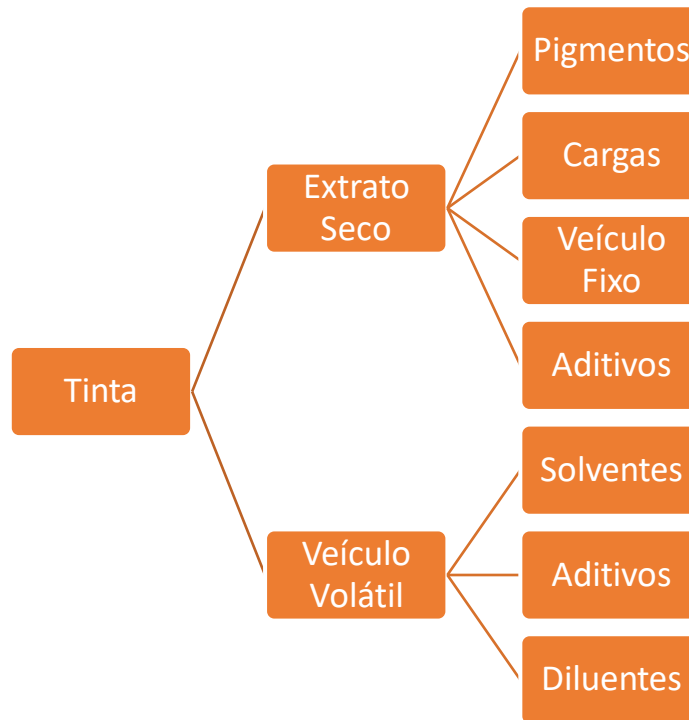 Tinta
Extrato
Seco
Pigmentos
Cargas
Veículo
Fixo
Aditivos
Veículo
Volátil
Solventes
Aditivos
Diluentes